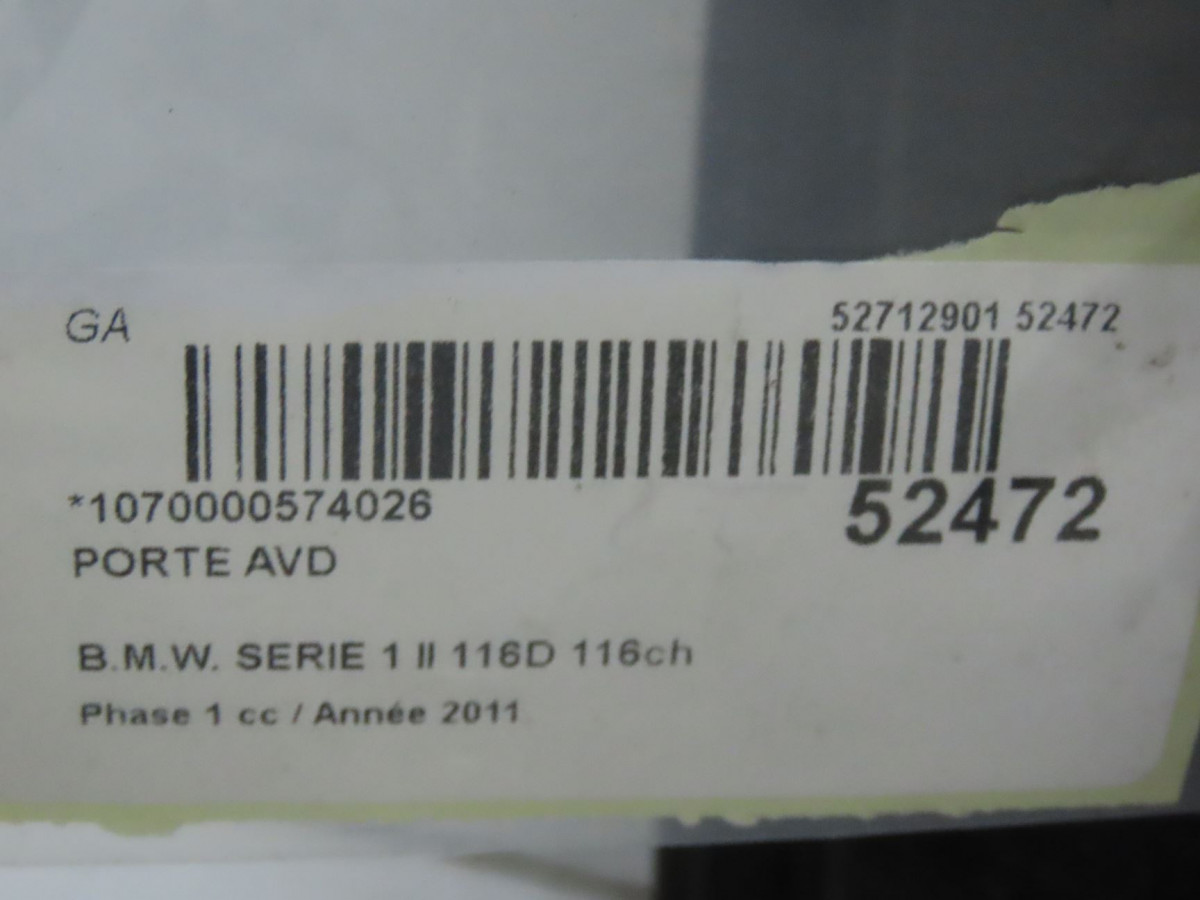 GA
52712901 52472
*1070000574026
52472
PORTE AVD
B.M.W. SERIE 1 II 116D 116ch
Phase 1 cc / Année 2011